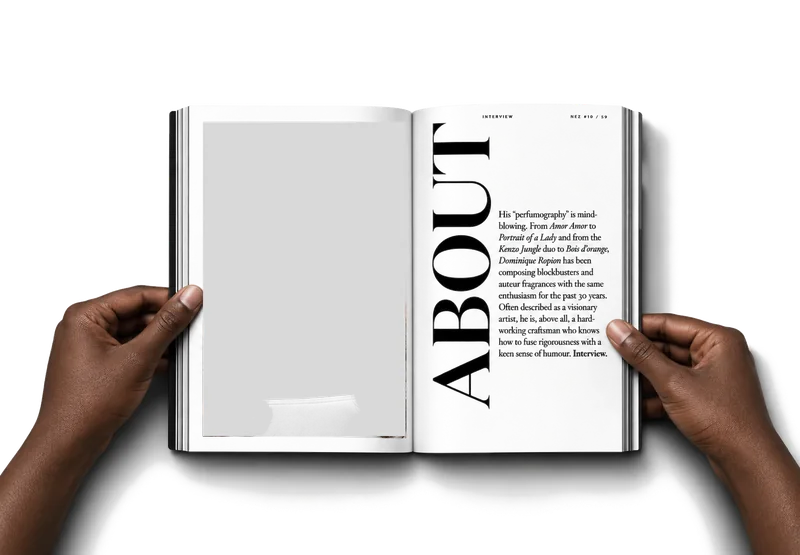 INTERVIEW
NEZ #10 / 59
ABOUT
His “perfumography” is mind-
blowing. From Amor Amor to
Portrait of a Lady and from the
Kenzo Jungle duo to Bois d’orange,
Dominique Ropion has been
composing blockbusters and
auteur fragrances with the same
enthusiasm for the past 30 years.
Often described as a visionary
artist, he is, above all, a hard-
working craftsman who knows
how to fuse rigorousness with a
keen sense of humour. Interview.